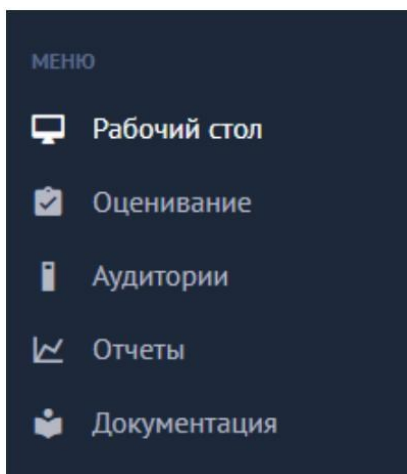 МЕНЮ
Рабочий стол
Оценивание
Аудитории
Отчеты
Документация